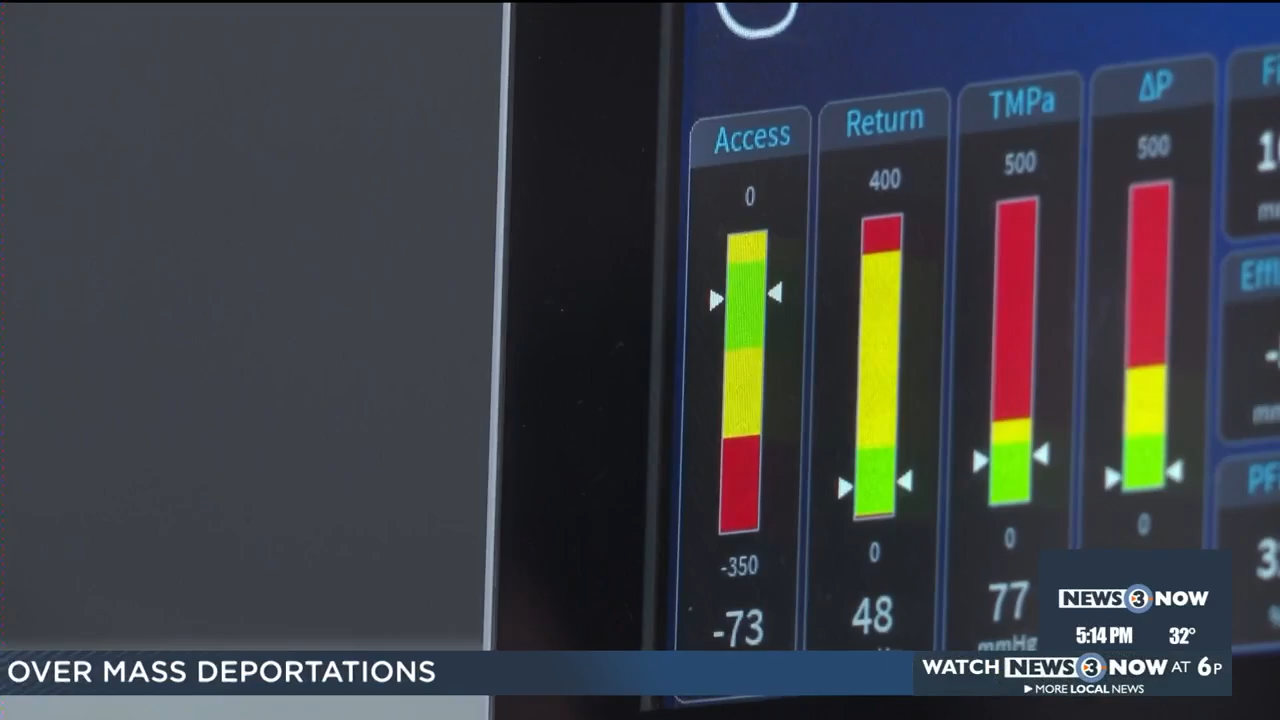 Access
0
-350
-73
Return
400
0
48
TMPa
500
0
77
mmHg
ΔP
500
0
NEWS 3 NOW
5:14 PM 32°
OVER MASS DEPORTATIONS
WATCH NEWS 3 NOW AT 6P
MORE LOCAL NEWS